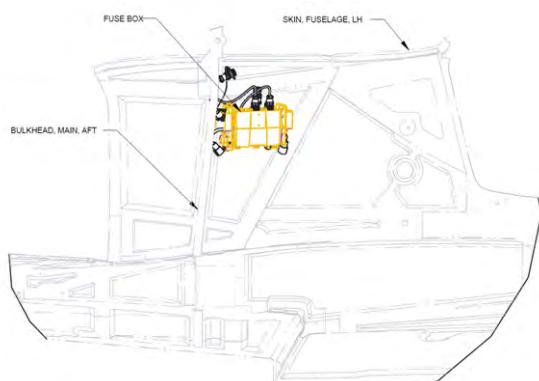 FUSE BOX
SKIN, FUSELAGE, LH
BULKHEAD, MAIN, AFT